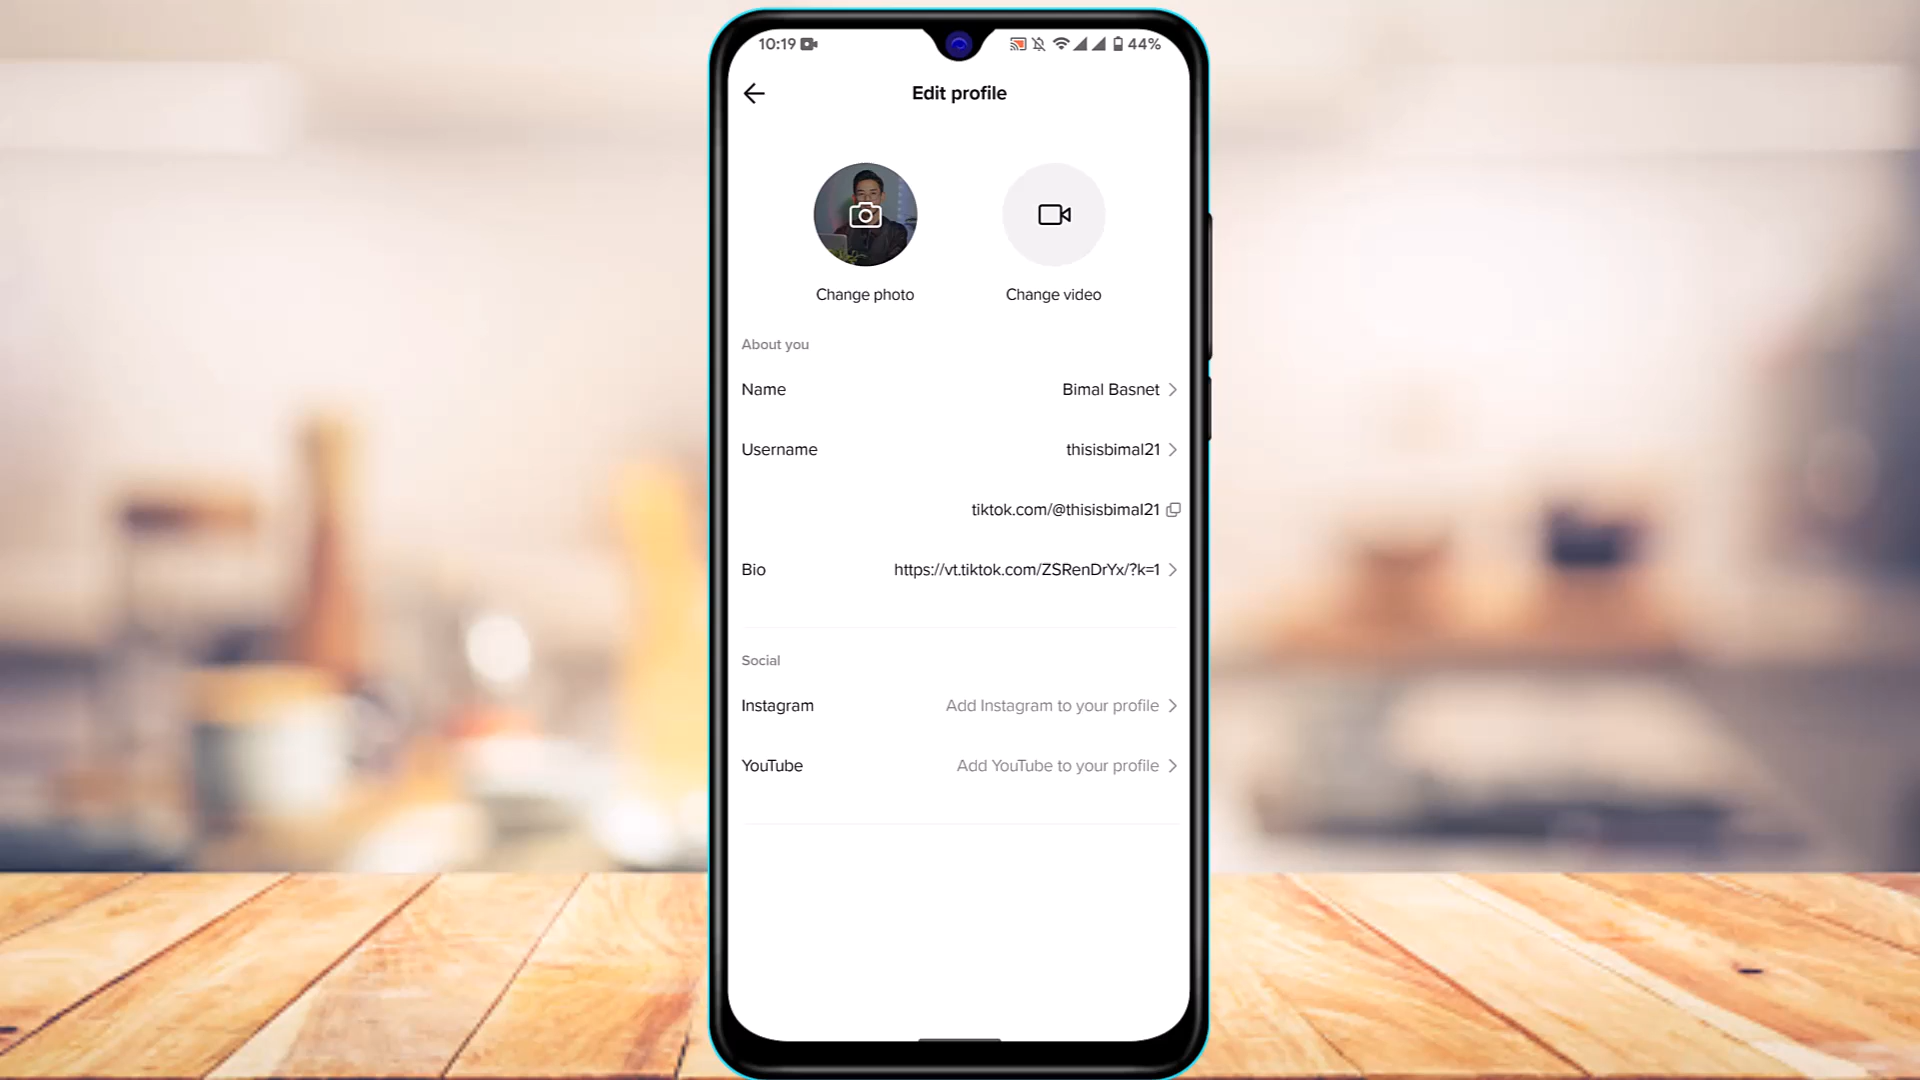 10:19 44%
Edit profile
Change photo Change video
About you
Name Bimal Basnet
Username thisisbimal21
tiktok.com/@thisisbimal21
Bio https://vt.tiktok.com/ZSRenDrYx/?k=1
Social
Instagram Add Instagram to your profile
YouTube Add YouTube to your profile